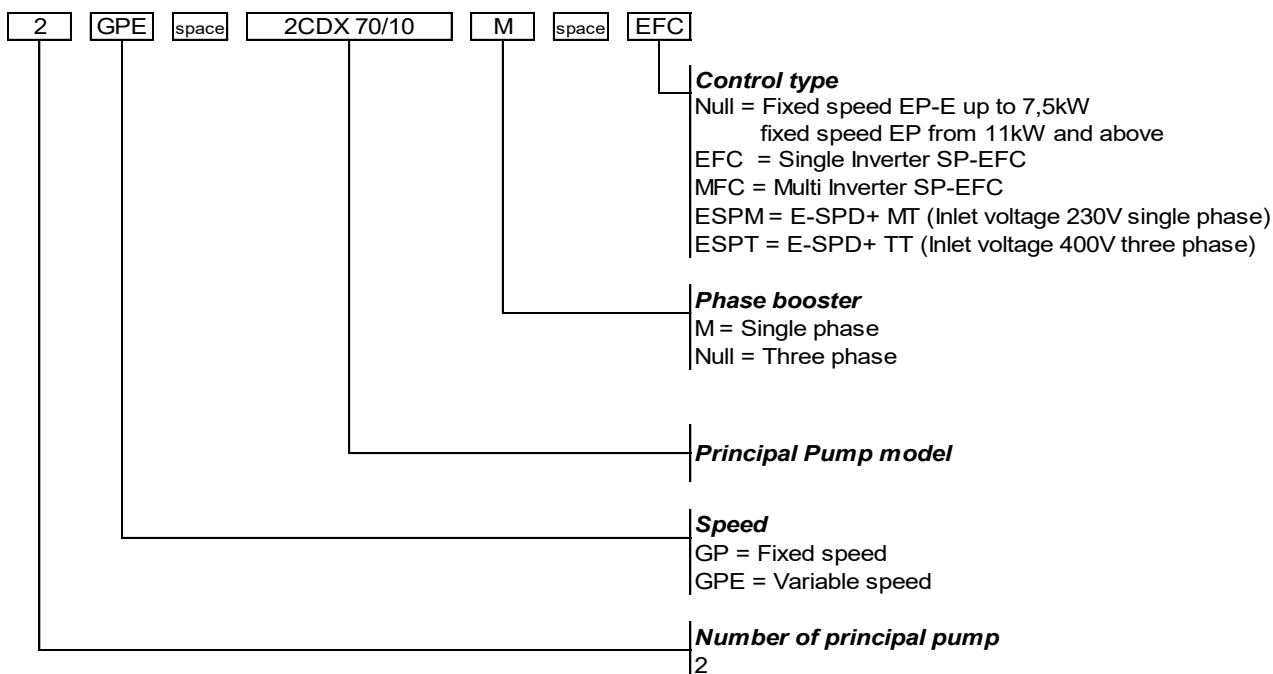 2 GPE space 2CDX 70/10 M space EFC
Control type
Null = Fixed speed EP-E up to 7,5kW
fixed speed EP from 11kW and above
EFC = Single Inverter SP-EFC
MFC = Multi Inverter SP-EFC
ESPM = E-SPD+ MT (Inlet voltage 230V single phase)
ESPT = E-SPD+ TT (Inlet voltage 400V three phase)
Phase booster
M = Single phase
Null = Three phase
Principal Pump model
Speed
GP = Fixed speed
GPE = Variable speed
Number of principal pump
2